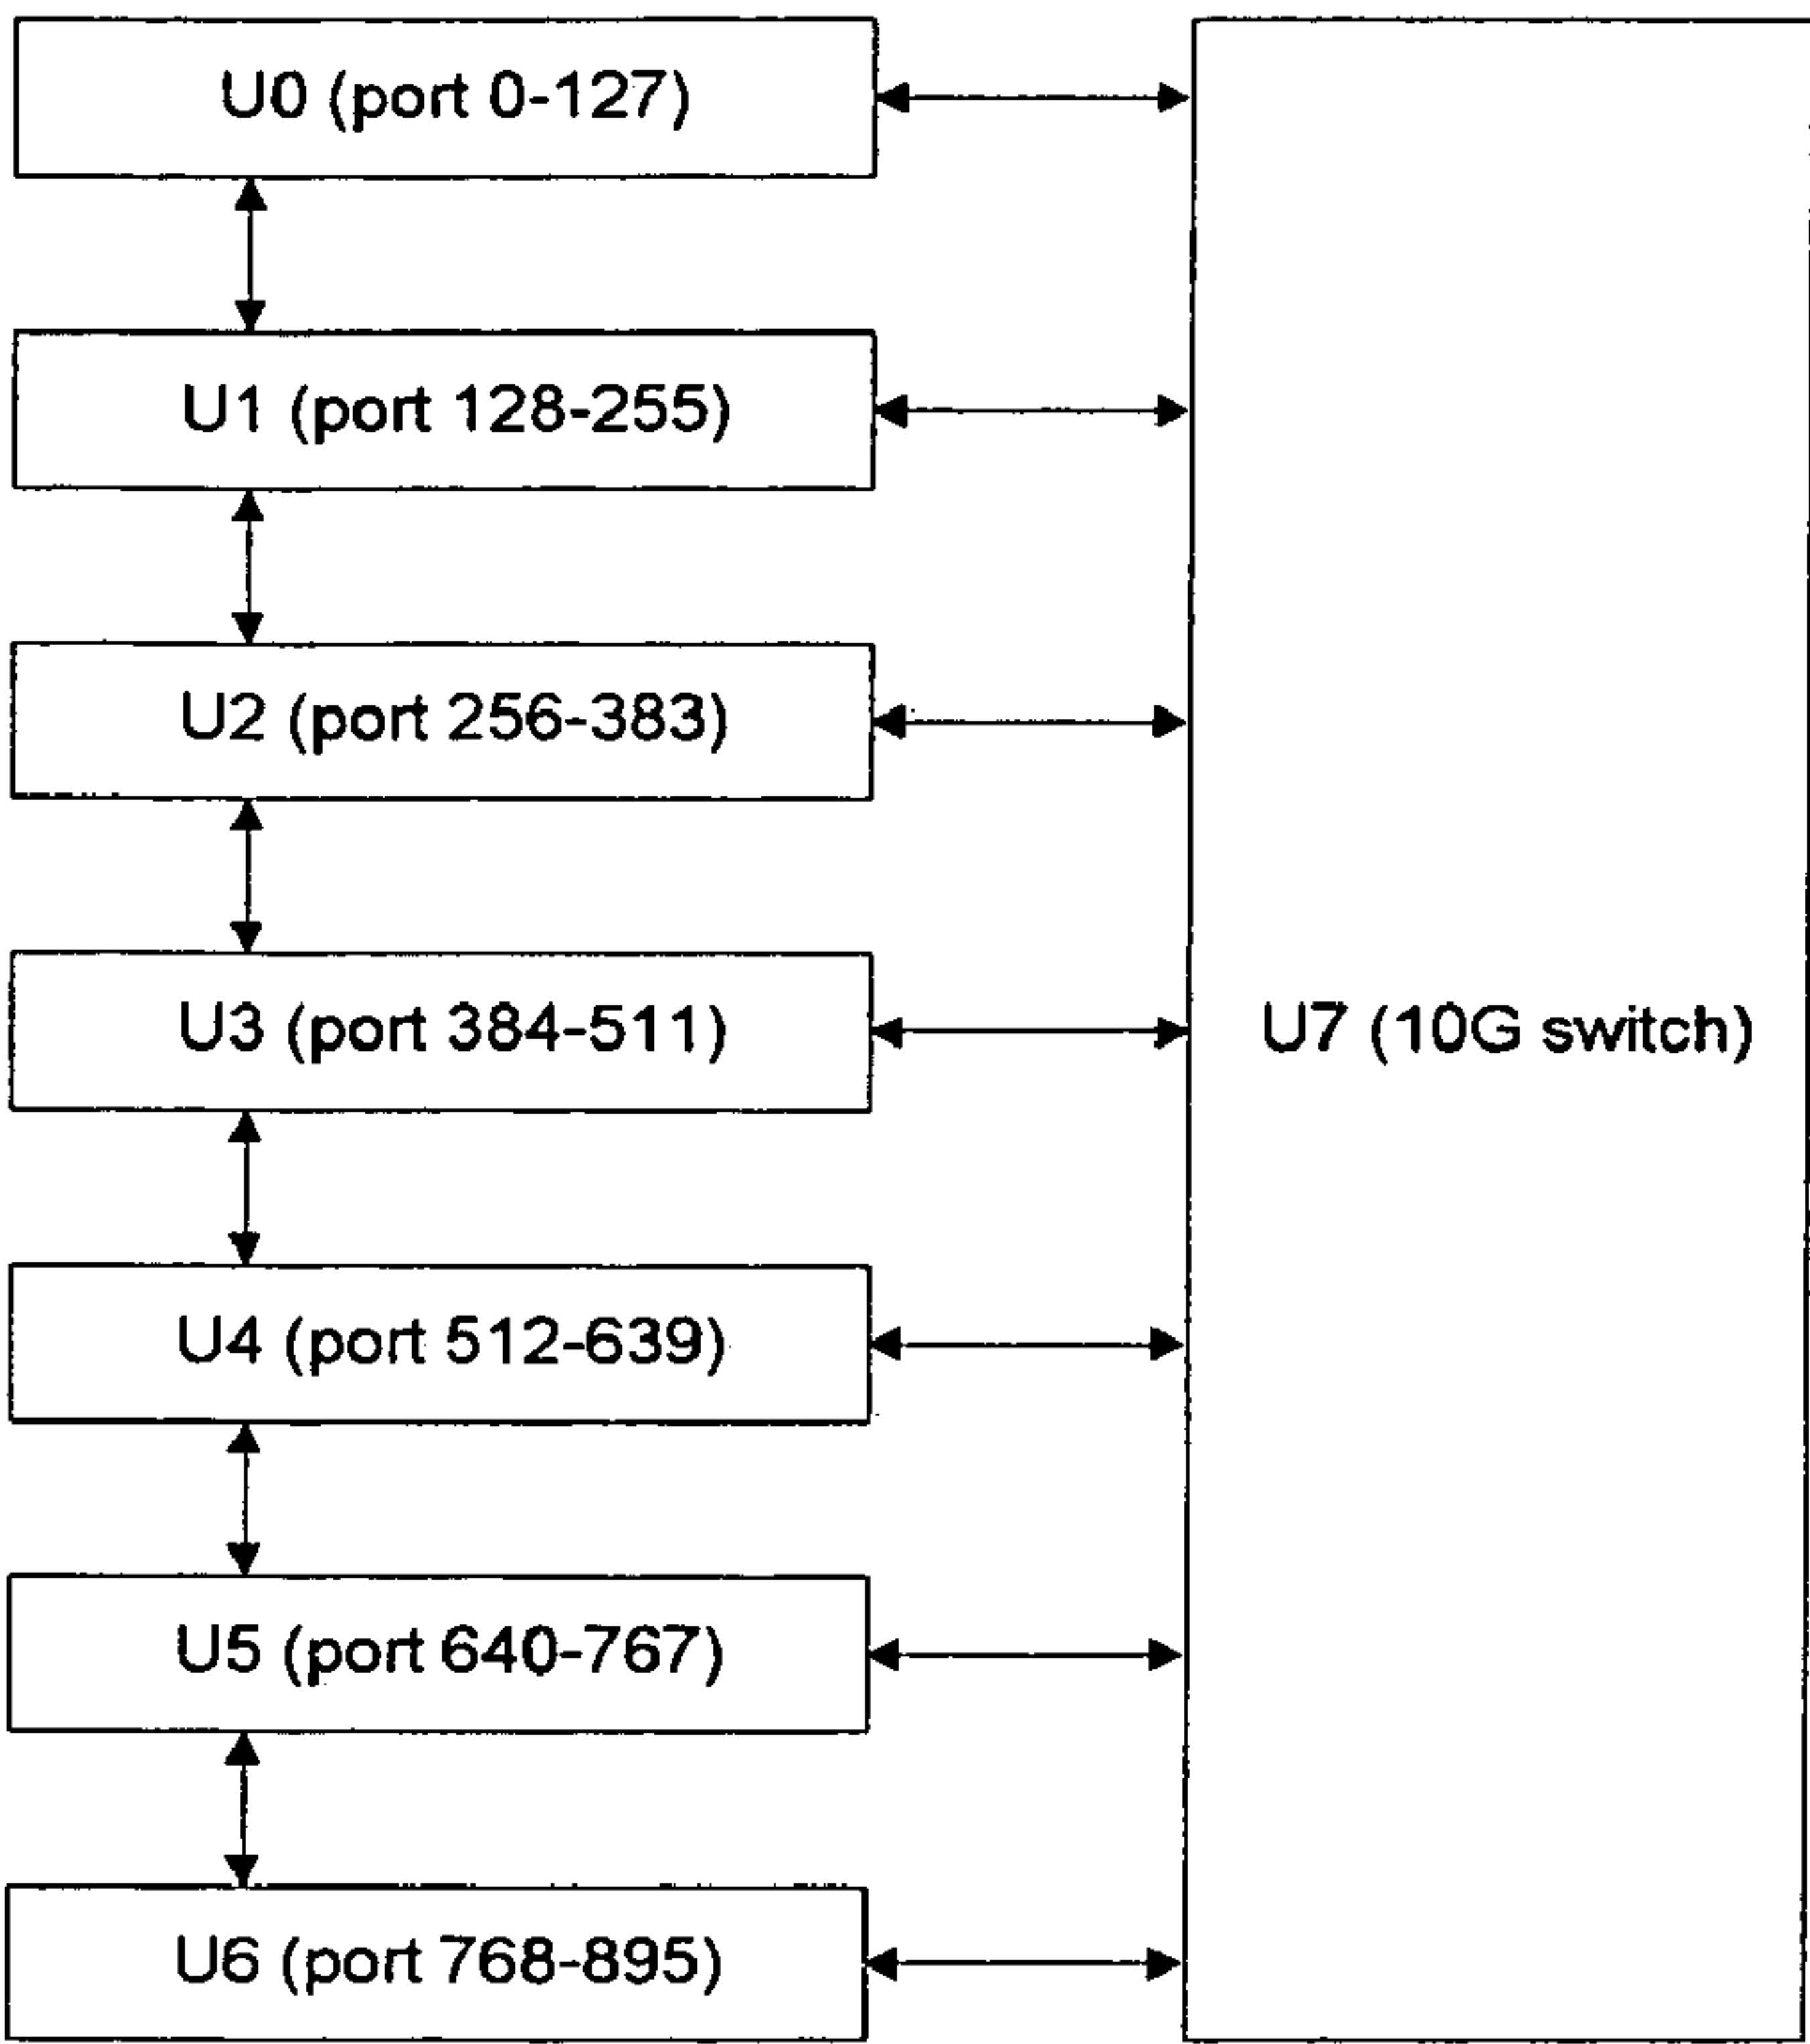 U0 (port 0-127)
U1 (port 128-255)
U2 (port 256-383)
U3 (port 384-511)
U7 (10G switch)
U4 (port 512-639)
U5 (port 640-767)
U6 (port 768-895)